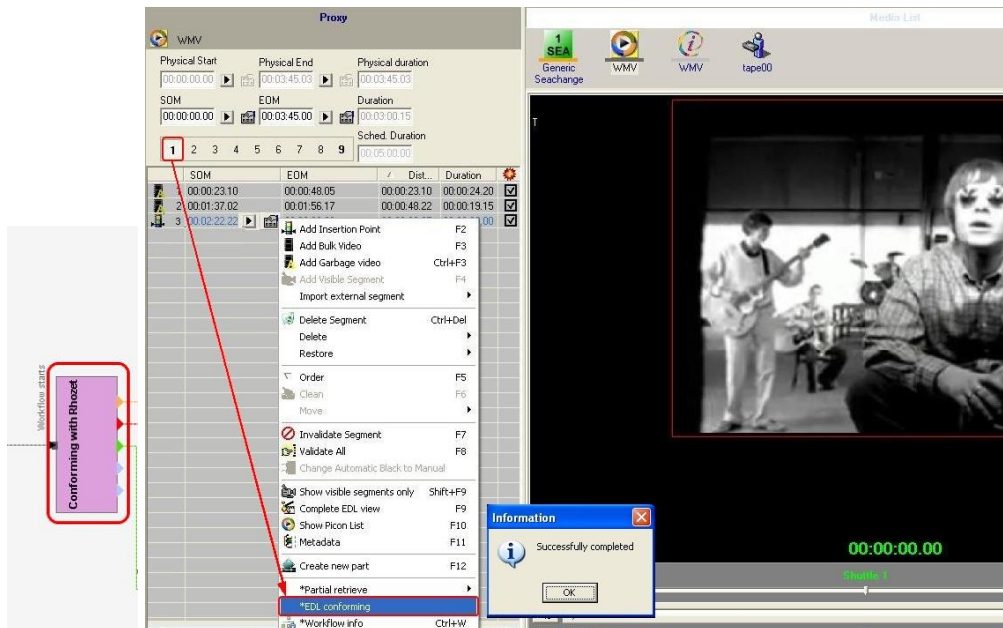 Proxy
WMV
Physical Start Physical End Physical duration
00:00:00.00 00:03:45.03 00:03:45.03
SOM EOM Duration
00:00:00.00 00:03:45.00 00:03:00.15
Sched. Duration
1 2 3 4 5 6 7 8 9 00:05:00.00
SOM EOM Dist... Duration
1 00:00:23.10 00:00:48.05 00:00:23.10 00:00:24.20
2 00:01:37.02 00:01:56.17 00:00:48.22 00:00:19.15
3 00:02:22.22
Add Insertion Point F2
Add Bulk Video F3
Add Garbage video Ctrl+F3
Add Visible Segment F4
Import external segment
Delete Segment Ctrl+Del
Delete
Restore
Order F5
Clean F6
Move
Invalidate Segment F7
Validate All F8
Change Automatic Black to Manual
Show visible segments only Shift+F9
Complete EDL view F9
Show Picon List F10
Metadata F11
Create new part F12
*Partial retrieve
*EDL conforming
*Workflow info Ctrl+W
Workflow starts
Conforming with Rhozet
Media List
1
SEA
Generic
Seachange
WMV
WMV
tape00
T
Information
Successfully completed
OK
00:00:00.00
Shuttle 1